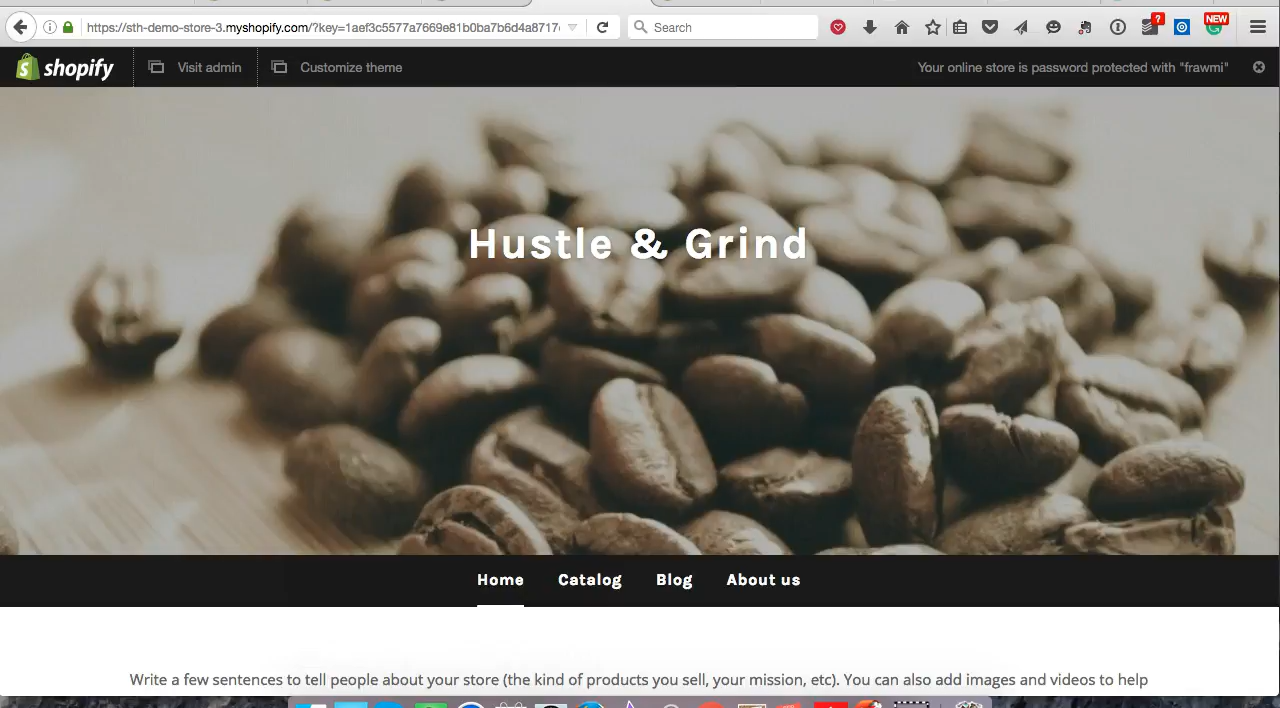 https://sth-demo-store-3.myshopify.com/?key=1aef3c5577a7669e81b0ba7b6d4a8717
Search
?
NEW
shopify
Visit admin
Customize theme
Your online store is password protected with "frawmi"
Hustle & Grind
Home
Catalog
Blog
About us
Write a few sentences to tell people about your store (the kind of products you sell, your mission, etc). You can also add images and videos to help